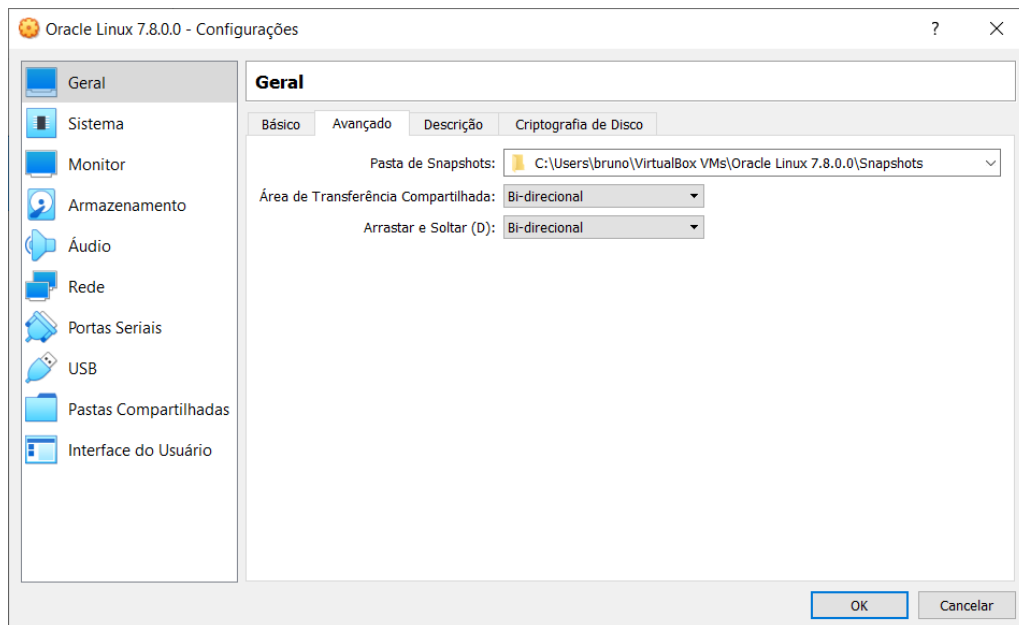 Oracle Linux 7.8.0.0 - Configurações
?
Geral
Sistema
Monitor
Armazenamento
Áudio
Rede
Portas Seriais
USB
Pastas Compartilhadas
Interface do Usuário
Geral
Básico Avançado Descrição Criptografia de Disco
Pasta de Snapshots: C:\Users\bruno\VirtualBox VMs\Oracle Linux 7.8.0.0\Snapshots
Área de Transferência Compartilhada: Bi-direcional
Arrastar e Soltar (D): Bi-direcional
OK Cancelar